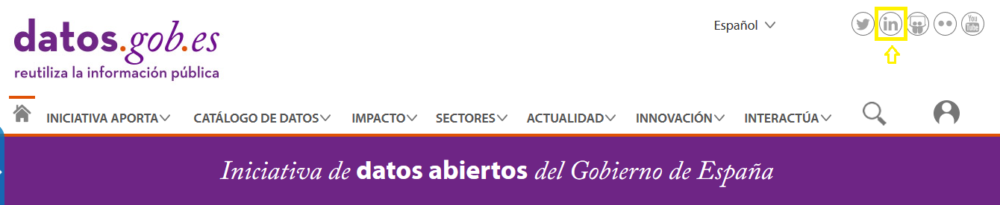 datos.gob.es
reutiliza la información pública
Español
in
You Tube
INICIATIVA APORTA
CATÁLOGO DE DATOS
IMPACTO
SECTORES
ACTUALIDAD
INNOVACIÓN
INTERACTÚA
Iniciativa de datos abiertos del Gobierno de España